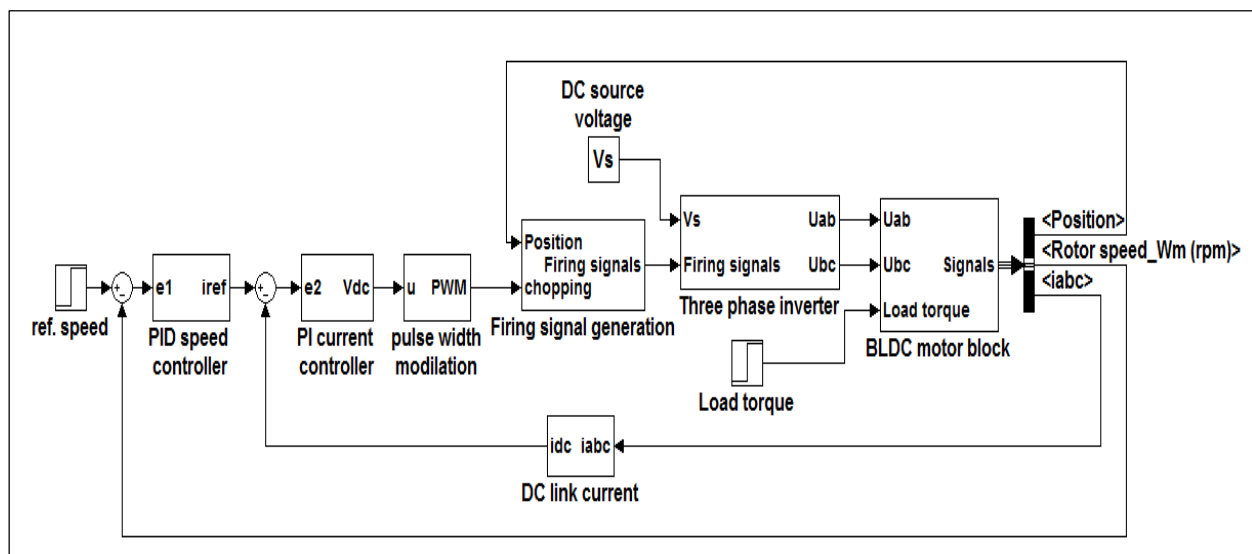 DC source
voltage
Vs
<Position>
<Rotor speed_Wm (rpm)>
<iabc>
Position
Firing signals
chopping
Firing signal generation
Vs
Uab
Firing signals
Ubc
Three phase inverter
Uab
Ubc
Signals
Load torque
BLDC motor block
ref. speed
+
-
e1 iref
PID speed
controller
+
-
e2 Vdc
PI current
controller
u PWM
pulse width
modilation
Load torque
idc iabc
DC link current